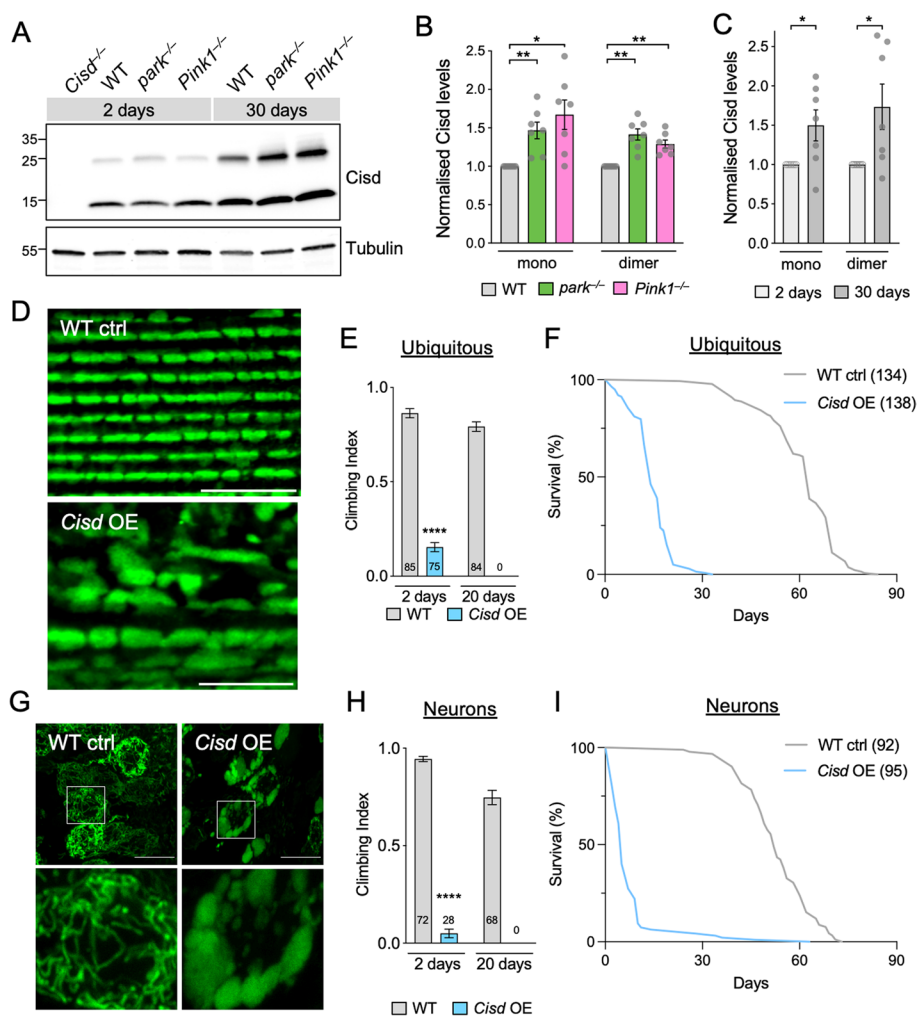 A
Cisd–/–
WT
park–/–
Pink1–/–
WT
park–/–
Pink1–/–
2 days
30 days
35
25
15
Cisd
55
Tubulin
B
Normalised Cisd levels
2.5
2.0
1.5
1.0
0.5
0.0
*
**
**
**
mono
dimer
WT
park–/–
Pink1–/–
C
Normalised Cisd levels
2.5
2.0
1.5
1.0
0.5
0.0
*
*
mono
dimer
2 days
30 days
D
WT ctrl
Cisd OE
E
Ubiquitous
Climbing Index
1.0
0.5
0.0
****
85
75
84
0
2 days
20 days
WT
Cisd OE
F
Ubiquitous
Survival (%)
100
50
0
0
30
60
90
Days
WT ctrl (134)
Cisd OE (138)
G
WT ctrl
Cisd OE
H
Neurons
Climbing Index
1.0
0.5
0.0
****
72
28
68
0
2 days
20 days
WT
Cisd OE
I
Neurons
Survival (%)
100
50
0
0
30
60
90
Days
WT ctrl (92)
Cisd OE (95)